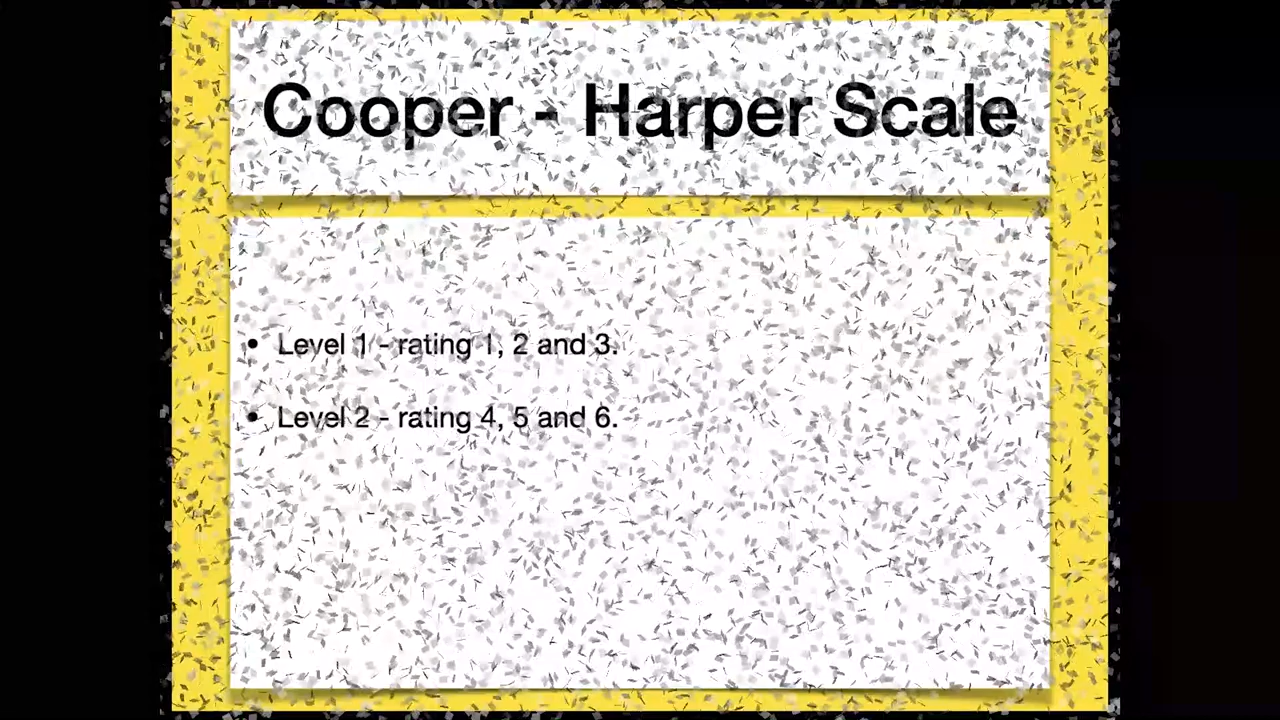 Cooper - Harper Scale
• Level 1 - rating 1, 2 and 3.
• Level 2 - rating 4, 5 and 6.